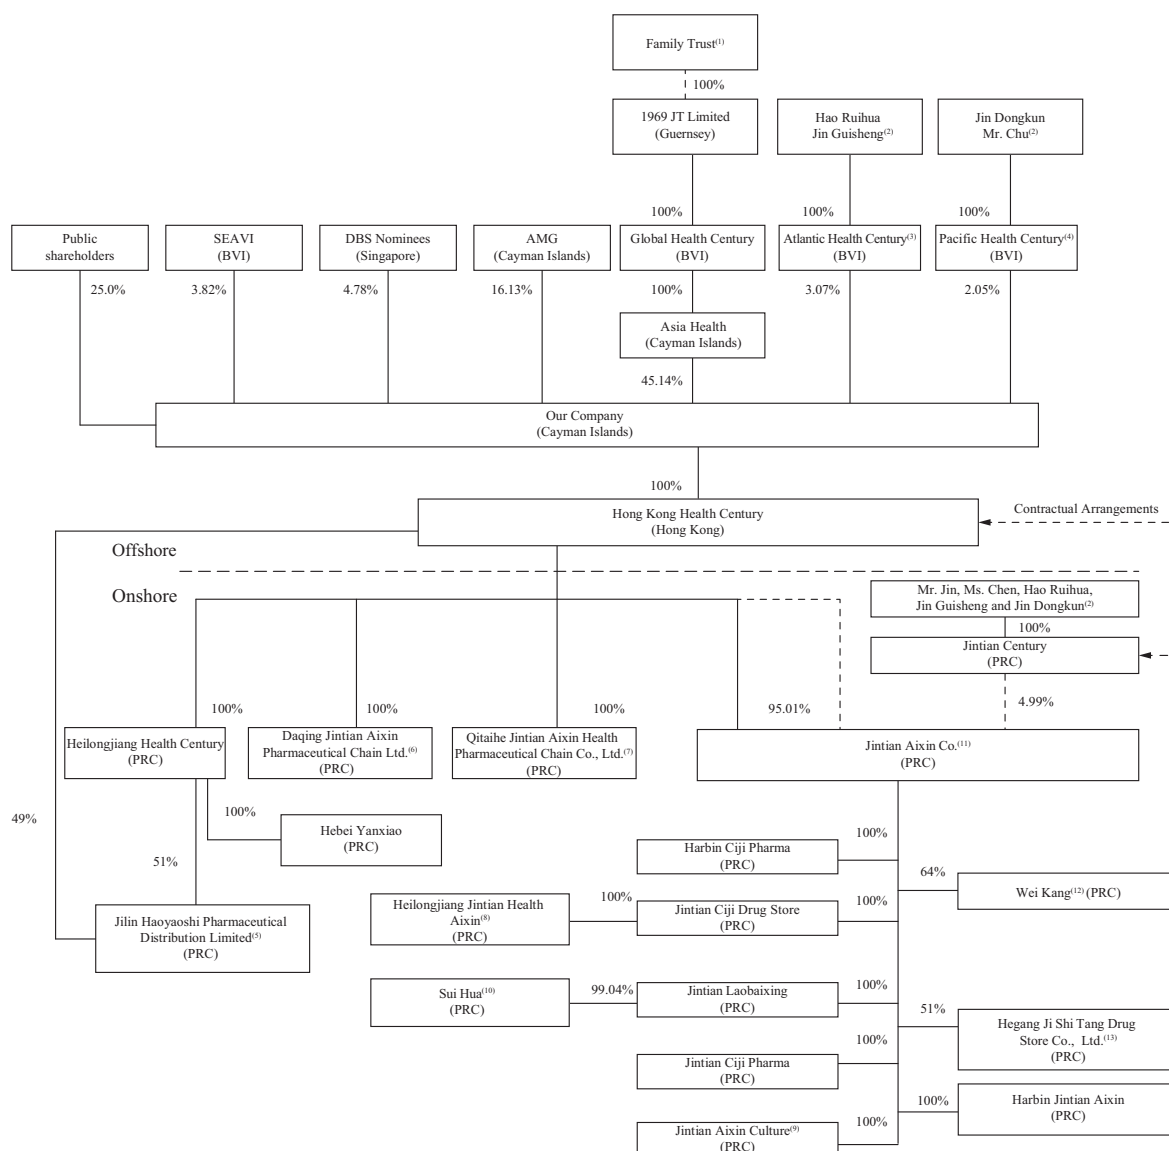 Family Trust(1)
100%
1969 JT Limited
(Guernsey)
Hao Ruihua
Jin Guisheng(2)
Jin Dongkun
Mr. Chu(2)
100%
100%
100%
Public
shareholders
SEAVI
(BVI)
DBS Nominees
(Singapore)
AMG
(Cayman Islands)
Global Health Century
(BVI)
Atlantic Health Century(3)
(BVI)
Pacific Health Century(4)
(BVI)
25.0%
3.82%
4.78%
16.13%
100%
3.07%
2.05%
Asia Health
(Cayman Islands)
45.14%
Our Company
(Cayman Islands)
100%
Hong Kong Health Century
(Hong Kong)
Contractual Arrangements
Offshore
Onshore
Mr. Jin, Ms. Chen, Hao Ruihua,
Jin Guisheng and Jin Dongkun(2)
100%
Jintian Century
(PRC)
100%
100%
100%
95.01%
4.99%
Heilongjiang Health Century
(PRC)
Daqing Jintian Aixin
Pharmaceutical Chain Ltd.(6)
(PRC)
Qitaihe Jintian Aixin Health
Pharmaceutical Chain Co., Ltd.(7)
(PRC)
Jintian Aixin Co.(11)
(PRC)
49%
100%
Hebei Yanxiao
(PRC)
51%
Jilin Haoyaoshi Pharmaceutical
Distribution Limited(5)
(PRC)
100%
Harbin Ciji Pharma
(PRC)
64%
Wei Kang(12) (PRC)
Heilongjiang Jintian Health
Aixin(8)
(PRC)
100%
Jintian Ciji Drug Store
(PRC)
100%
Sui Hua(10)
(PRC)
99.04%
Jintian Laobaixing
(PRC)
100%
51%
Hegang Ji Shi Tang Drug
Store Co., Ltd.(13)
(PRC)
100%
Jintian Ciji Pharma
(PRC)
100%
Harbin Jintian Aixin
(PRC)
100%
Jintian Aixin Culture(9)
(PRC)